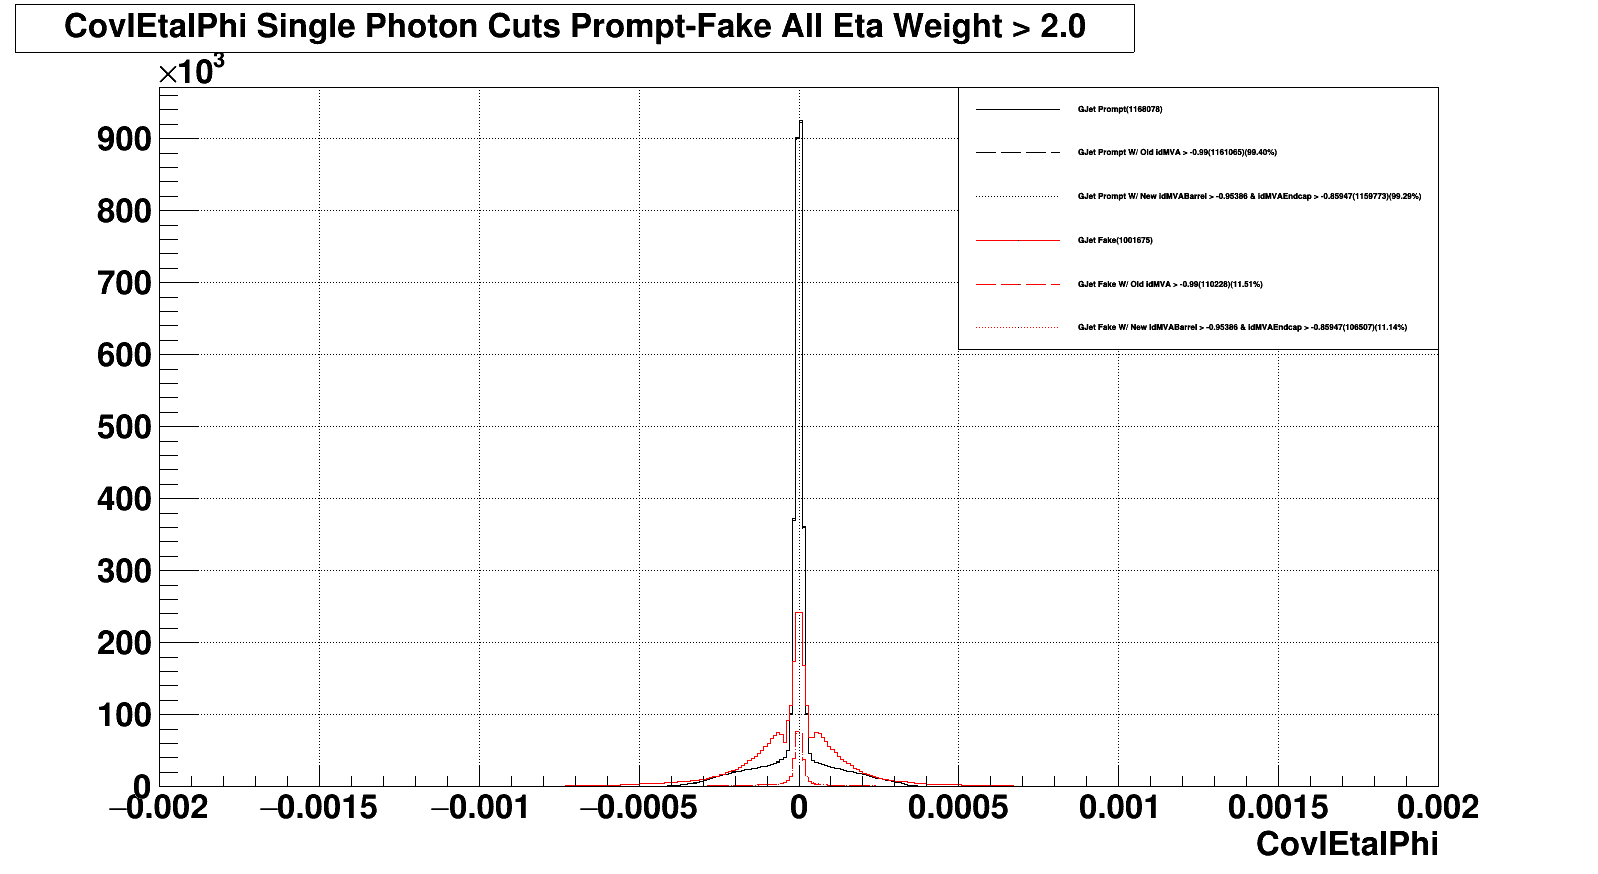 CovIEtaIPhi Single Photon Cuts Prompt-Fake All Eta Weight > 2.0
×10³
GJet Prompt(1168078)
GJet Prompt W/ Old IdMVA > -0.99(1161065)(99.40%)
GJet Prompt W/ New idMVABarrel > -0.95386 & IdMVAEndcap > -0.85947(1159773)(99.29%)
GJet Fake(1001675)
GJet Fake W/ Old idMVA > -0.99(110228)(11.51%)
GJet Fake W/ New IdMVABarrel > -0.95386 & IdMVAEndcap > -0.85947(106507)(11.14%)
900
800
700
600
500
400
300
200
100
0
−0.002 −0.0015 −0.001 −0.0005 0 0.0005 0.001 0.0015 0.002
CovIEtaIPhi